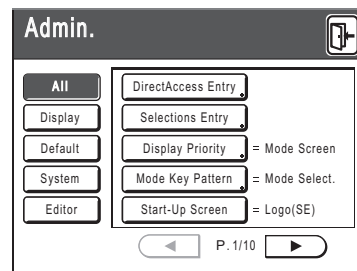 Admin.
All
DirectAccess Entry
Display
Selections Entry
Default
Display Priority = Mode Screen
System
Mode Key Pattern = Mode Select.
Editor
Start-Up Screen = Logo(SE)
P. 1/10